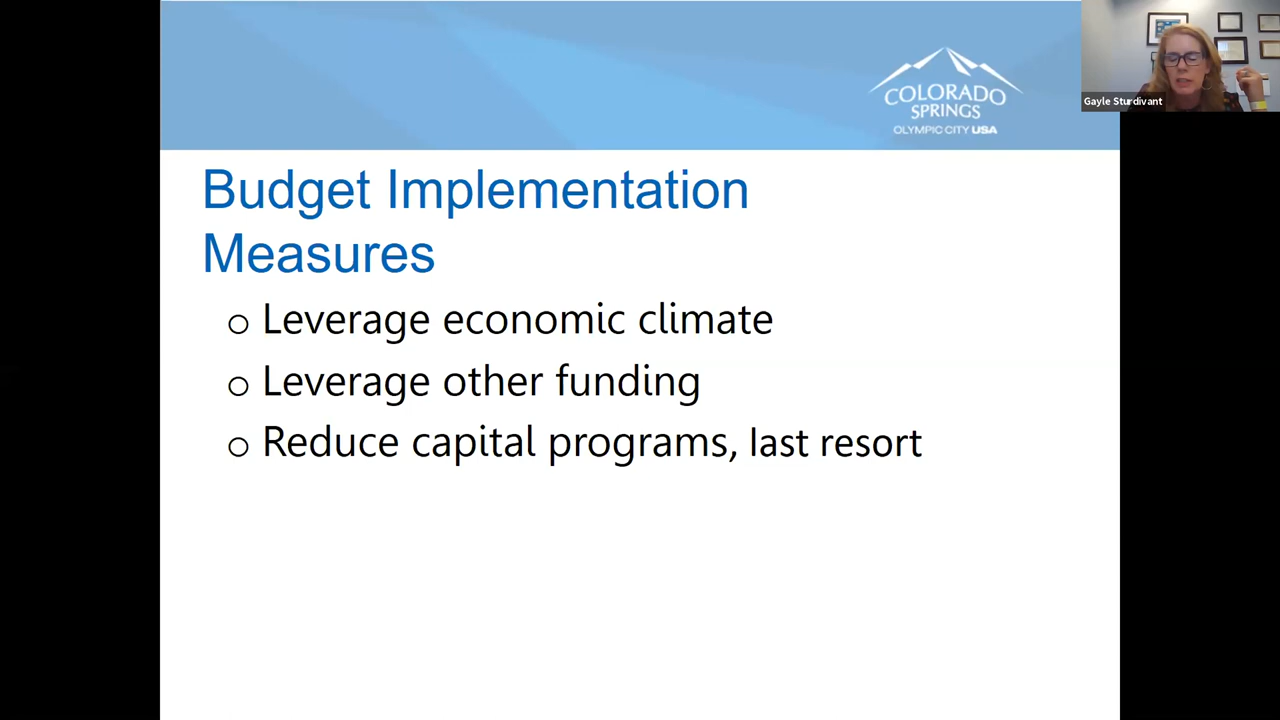 COLORADO
SPRINGS
OLYMPIC CITY USA
Gayle Sturdivant
Budget Implementation
Measures
o Leverage economic climate
o Leverage other funding
o Reduce capital programs, last resort